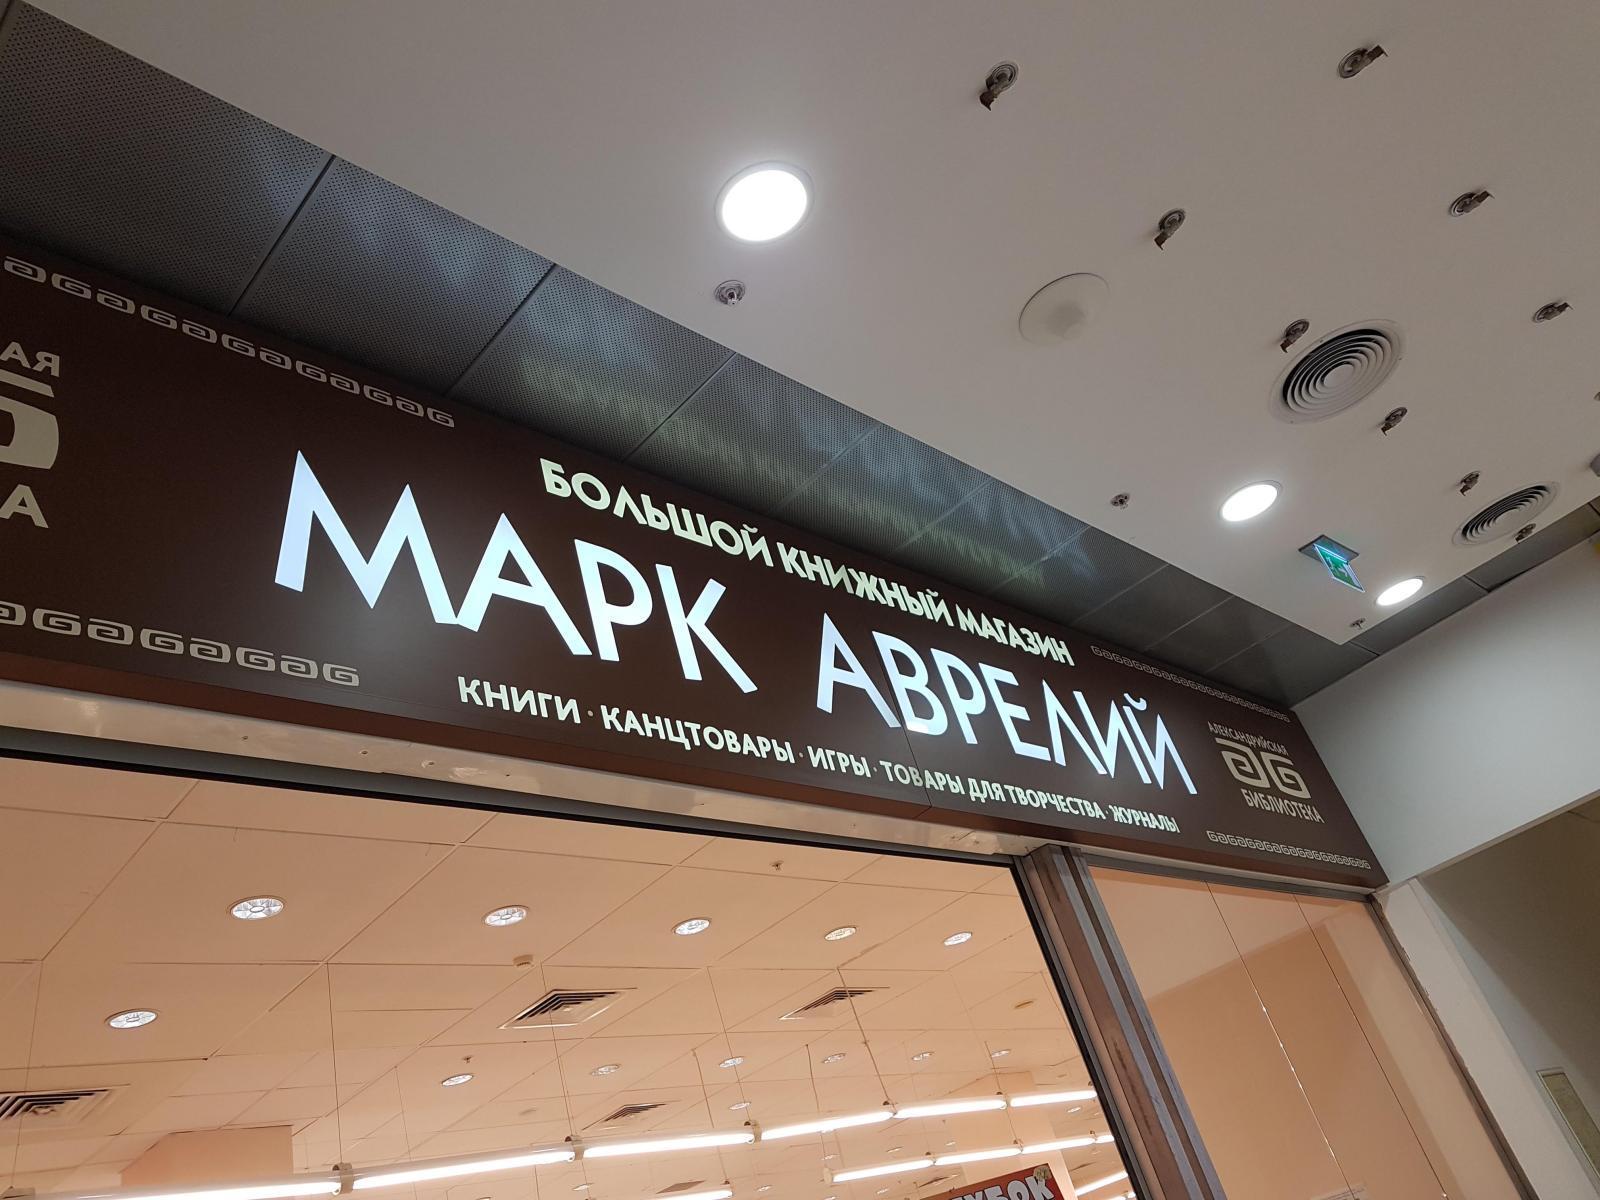 БОЛЬШОЙ КНИЖНЫЙ МАГАЗИН
МАРК АВРЕЛИЙ
КНИГИ · КАНЦТОВАРЫ · ИГРЫ · ТОВАРЫ ДЛЯ ТВОРЧЕСТВА · ЖУРНАЛЫ
АЛЕКСАНДРИЙСКАЯ
БИБЛИОТЕКА